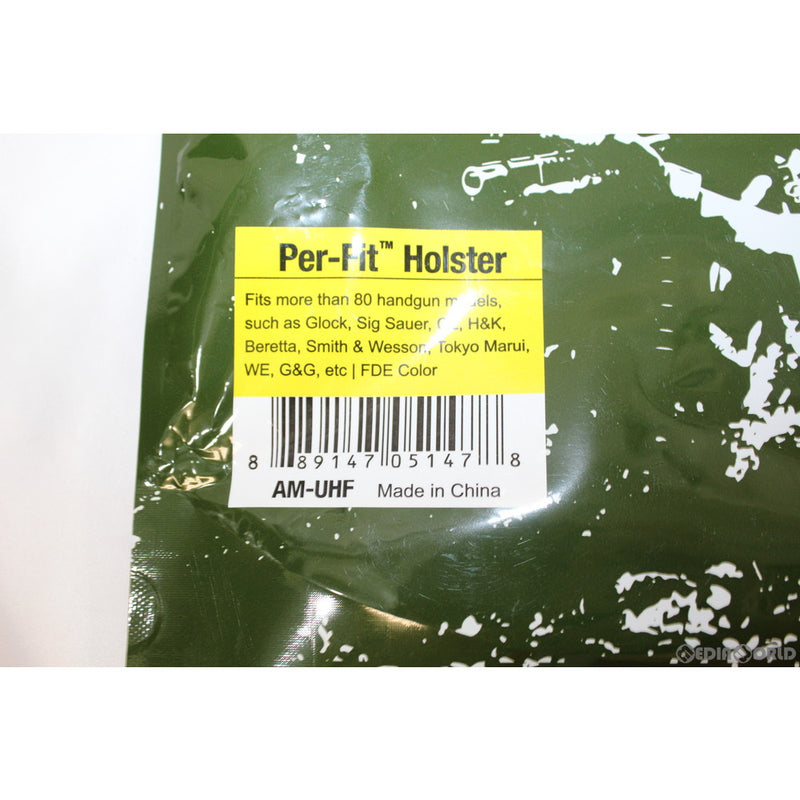 Per-Fit™ Holster
Fits more than 80 handgun models,
such as Glock, Sig Sauer, H&K,
Beretta, Smith & Wesson, Tokyo Marui,
WE, G&G, etc | FDE Color
8 89147 05147 8
AM-UHF Made in China